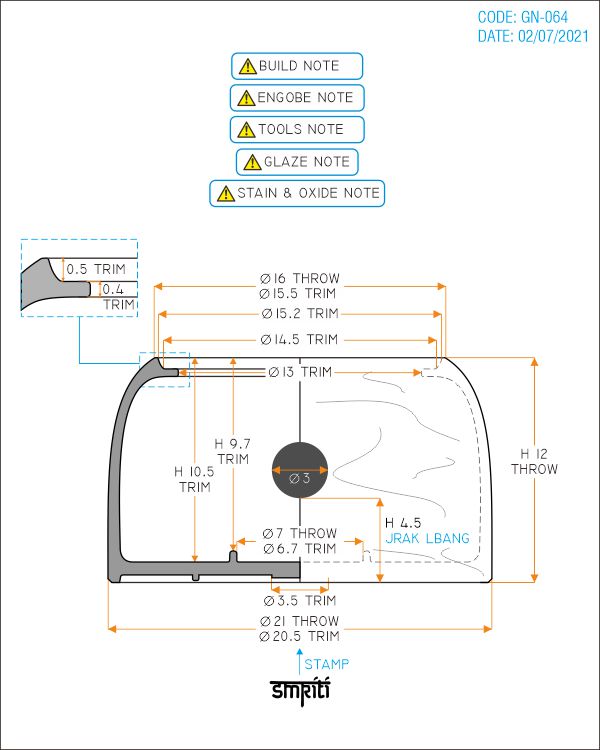 CODE: GN-064
DATE: 02/07/2021
BUILD NOTE
ENGOBE NOTE
TOOLS NOTE
GLAZE NOTE
STAIN & OXIDE NOTE
0.5 TRIM
0.4
TRIM
Ø16 THROW
Ø15.5 TRIM
Ø15.2 TRIM
Ø14.5 TRIM
Ø13 TRIM
H 9.7
TRIM
H 10.5
TRIM
Ø3
H 12
THROW
H 4.5
JRAK LBANG
Ø7 THROW
Ø6.7 TRIM
Ø3.5 TRIM
Ø21 THROW
Ø20.5 TRIM
STAMP
smriti